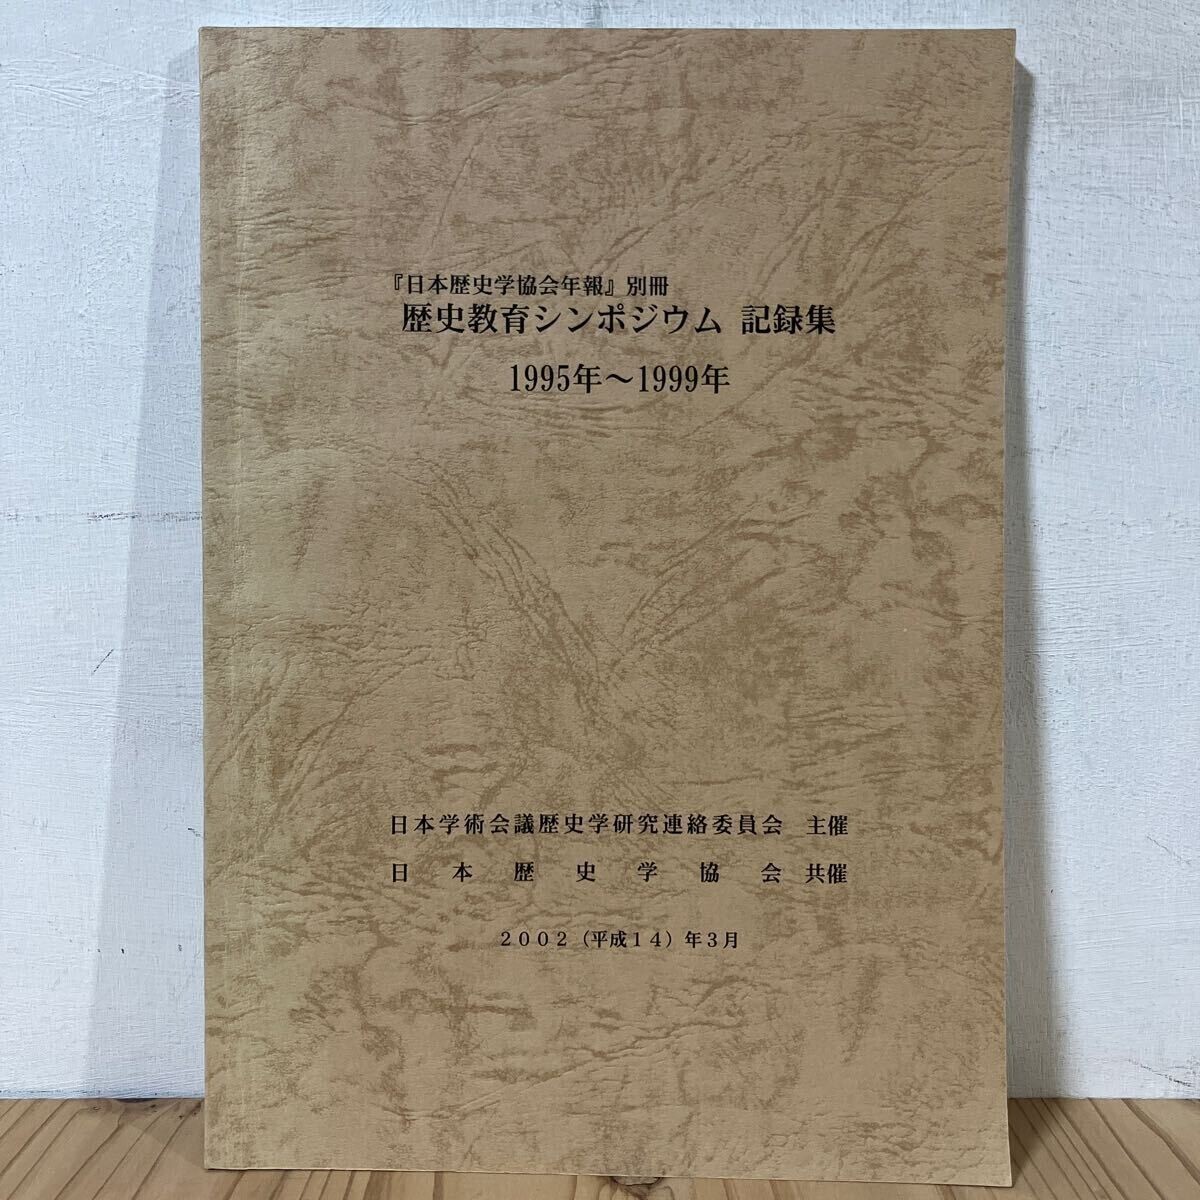 『日本歴史学協会年報』別冊
歴史教育シンポジウム 記録集
1995年～1999年
日本学術会議歴史学研究連絡委員会 主催
日本歴史学協会 共催
２００２（平成１４）年３月